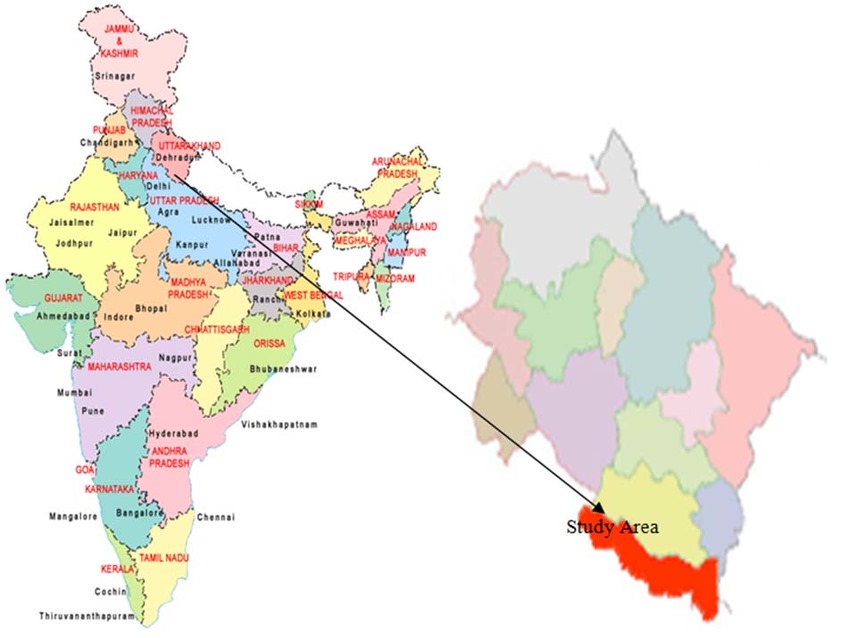 JAMMU
&
KASHMIR
Srinagar
HIMACHAL
PRADESH
PUNJAB
Chandigarh
UTTARAKHAND
Dehradun
HARYANA
Delhi
RAJASTHAN
UTTAR PRADESH
Agra
Lucknow
Jaisalmer
Jaipur
Jodhpur
Kanpur
Allahabad
Varanasi
Patna
BIHAR
SIKKIM
ARUNACHAL
PRADESH
ASSAM
Guwahati
NAGALAND
MEGHALAYA
MANIPUR
TRIPURA
MIZORAM
GUJARAT
Ahmedabad
MADHYA
PRADESH
Bhopal
Indore
JHARKHAND
Ranchi
WEST BENGAL
Kolkata
CHHATTISGARH
ORISSA
Bhubaneshwar
Surat
Nagpur
MAHARASHTRA
Mumbai
Pune
Vishakhapatnam
Hyderabad
ANDHRA
PRADESH
GOA
KARNATAKA
Mangalore
Bangalore
Chennai
TAMIL NADU
KERALA
Cochin
Thiruvananthapuram
Study Area